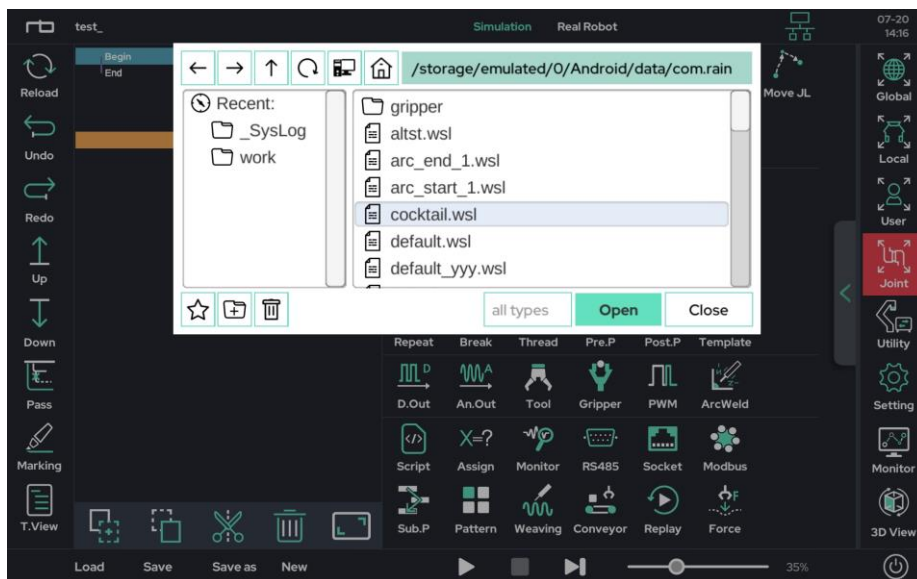 test_
Simulation Real Robot
07-20
14:16
Reload
Undo
Redo
Up
Down
Pass
Marking
T.View
Begin
End
/storage/emulated/0/Android/data/com.rain
Recent:
_SysLog
work
gripper
altst.wsl
arc_end_1.wsl
arc_start_1.wsl
cocktail.wsl
default.wsl
default_yyy.wsl
all types Open Close
Move JL
Repeat Break Thread Pre.P Post.P Template
D.Out An.Out Tool Gripper PWM ArcWeld
Script Assign Monitor RS485 Socket Modbus
Sub.P Pattern Weaving Conveyor Replay Force
Global
Local
User
Joint
Utility
Setting
Monitor
3D View
Load Save Save as New
35%